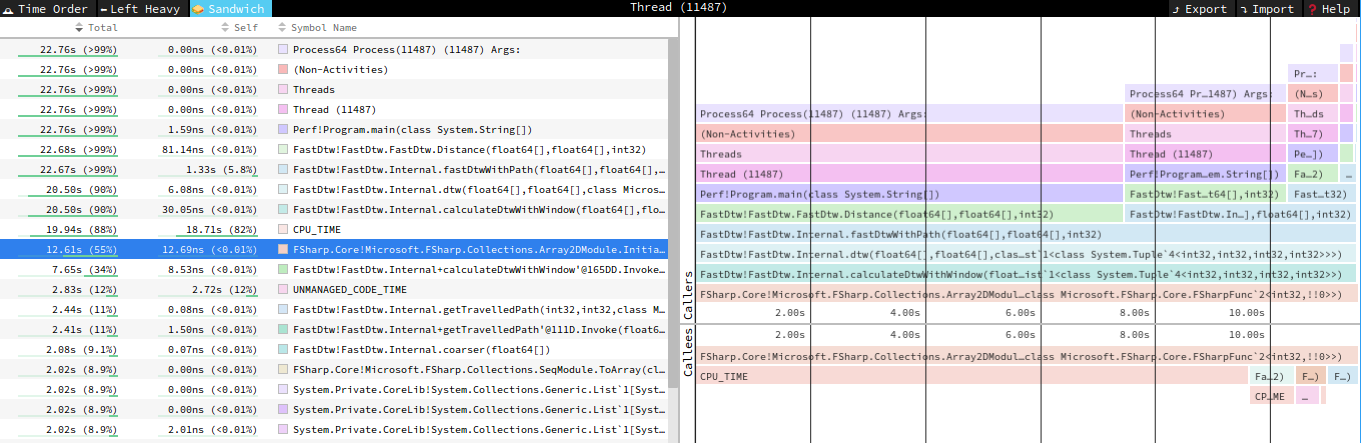 Time Order Left Heavy Sandwich Thread (11487) Export Import Help
Total Self Symbol Name
22.76s (>99%) 0.00ns (<0.01%) Process64 Process(11487) (11487) Args:
22.76s (>99%) 0.00ns (<0.01%) (Non-Activities)
22.76s (>99%) 0.00ns (<0.01%) Threads
22.76s (>99%) 0.00ns (<0.01%) Thread (11487)
22.76s (>99%) 1.59ns (<0.01%) Perf!Program.main(class System.String[])
22.68s (>99%) 81.14ns (<0.01%) FastDtw!FastDtw.FastDtw.Distance(float64[],float64[],int32)
22.67s (>99%) 1.33s (5.8%) FastDtw!FastDtw.Internal.fastDtwWithPath(float64[],float64[],…
20.50s (90%) 6.08ns (<0.01%) FastDtw!FastDtw.Internal.dtw(float64[],float64[],class Micros…
20.50s (90%) 30.05ns (<0.01%) FastDtw!FastDtw.Internal.calculateDtwWithWindow(float64[],flo…
19.94s (88%) 18.71s (82%) CPU_TIME
12.61s (55%) 12.69ns (<0.01%) FSharp.Core!Microsoft.FSharp.Collections.Array2DModule.Initia…
7.65s (34%) 8.53ns (<0.01%) FastDtw!FastDtw.Internal+calculateDtwWithWindow'@165DD.Invoke…
2.83s (12%) 2.72s (12%) UNMANAGED_CODE_TIME
2.44s (11%) 0.08ns (<0.01%) FastDtw!FastDtw.Internal.getTravelledPath(int32,int32,class M…
2.41s (11%) 1.50ns (<0.01%) FastDtw!FastDtw.Internal+getTravelledPath'@111D.Invoke(float6…
2.08s (9.1%) 0.07ns (<0.01%) FastDtw!FastDtw.Internal.coarser(float64[])
2.02s (8.9%) 0.00ns (<0.01%) FSharp.Core!Microsoft.FSharp.Collections.SeqModule.ToArray(cl…
2.02s (8.9%) 0.00ns (<0.01%) System.Private.CoreLib!System.Collections.Generic.List`1[Syst…
2.02s (8.9%) 0.00ns (<0.01%) System.Private.CoreLib!System.Collections.Generic.List`1[Syst…
2.02s (8.9%) 2.01ns (<0.01%) System.Private.CoreLib!System.Collections.Generic.List`1[Syst…
Pr…:
Process64 Pr…1487) Args: (N…s)
Process64 Process(11487) (11487) Args: (Non-Activities) Th…ds
(Non-Activities) Threads Th…7)
Threads Thread (11487) Pe…])
Thread (11487) Perf!Program…em.String[]) Fa…2) …
Perf!Program.main(class System.String[]) FastDtw!Fast…t64[],int32) Fast…t32)
FastDtw!FastDtw.FastDtw.Distance(float64[],float64[],int32) FastDtw!FastDtw.In…],float64[],int32)
FastDtw!FastDtw.Internal.fastDtwWithPath(float64[],float64[],int32)
FastDtw!FastDtw.Internal.dtw(float64[],float64[],clas…st`1<class System.Tuple`4<int32,int32,int32,int32>>>)
FastDtw!FastDtw.Internal.calculateDtwWithWindow(float…ist`1<class System.Tuple`4<int32,int32,int32,int32>>)
FSharp.Core!Microsoft.FSharp.Collections.Array2DModul…class Microsoft.FSharp.Core.FSharpFunc`2<int32,!!0>>)
Callers
2.00s 4.00s 6.00s 8.00s 10.00s
2.00s 4.00s 6.00s 8.00s 10.00s
Callees
FSharp.Core!Microsoft.FSharp.Collections.Array2DModul…class Microsoft.FSharp.Core.FSharpFunc`2<int32,!!0>>)
CPU_TIME Fa…2) F…) F…)
CP…ME …